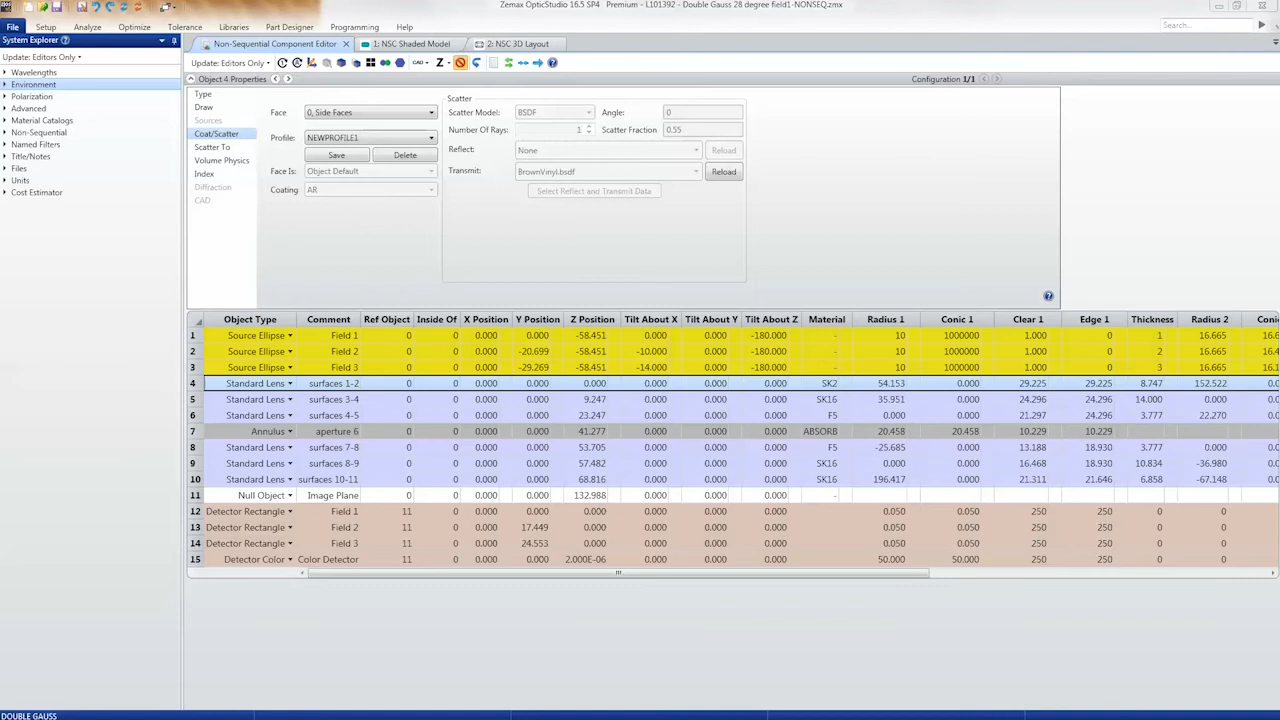 Zemax OpticStudio 16.5 SP4 Premium - L101392 - Double Gauss 28 degree field1-NONSEQ.zmx
File Setup Analyze Optimize Tolerance Libraries Part Designer Programming Help Search...
System Explorer
Update: Editors Only
Wavelengths
Environment
Polarization
Advanced
Material Catalogs
Non-Sequential
Named Filters
Title/Notes
Files
Units
Cost Estimator
Non-Sequential Component Editor 1: NSC Shaded Model 2: NSC 3D Layout
Update: Editors Only CAD Z
Object 4 Properties Configuration 1/1
Type
Draw
Sources
Coat/Scatter
Scatter To
Volume Physics
Index
Diffraction
CAD
Face 0, Side Faces
Profile: NEWPROFILE1
Save Delete
Face Is: Object Default
Coating AR
Scatter
Scatter Model: BSDF Angle: 0
Number Of Rays: 1 Scatter Fraction 0.55
Reflect: None Reload
Transmit: BrownVinyl.bsdf Reload
Select Reflect and Transmit Data
Object Type Comment Ref Object Inside Of X Position Y Position Z Position Tilt About X Tilt About Y Tilt About Z Material Radius 1 Conic 1 Clear 1 Edge 1 Thickness Radius 2 Conic
1 Source Ellipse Field 1 0 0 0.000 0.000 -58.451 0.000 0.000 -180.000 - 10 1000000 1.000 0 1 16.665 16.6
2 Source Ellipse Field 2 0 0 0.000 -20.699 -58.451 -10.000 0.000 -180.000 - 10 1000000 1.000 0 2 16.665 16.4
3 Source Ellipse Field 3 0 0 0.000 -29.269 -58.451 -14.000 0.000 -180.000 - 10 1000000 1.000 0 3 16.665 16.1
4 Standard Lens surfaces 1-2 0 0 0.000 0.000 0.000 0.000 0.000 0.000 SK2 54.153 0.000 29.225 29.225 8.747 152.522 0.0
5 Standard Lens surfaces 3-4 0 0 0.000 0.000 9.247 0.000 0.000 0.000 SK16 35.951 0.000 24.296 24.296 14.000 0.000 0.0
6 Standard Lens surfaces 4-5 0 0 0.000 0.000 23.247 0.000 0.000 0.000 F5 0.000 0.000 21.297 24.296 3.777 22.270 0.0
7 Annulus aperture 6 0 0 0.000 0.000 41.277 0.000 0.000 0.000 ABSORB 20.458 20.458 10.229 10.229
8 Standard Lens surfaces 7-8 0 0 0.000 0.000 53.705 0.000 0.000 0.000 F5 -25.685 0.000 13.188 18.930 3.777 0.000 0.0
9 Standard Lens surfaces 8-9 0 0 0.000 0.000 57.482 0.000 0.000 0.000 SK16 0.000 0.000 16.468 18.930 10.834 -36.980 0.0
10 Standard Lens surfaces 10-11 0 0 0.000 0.000 68.816 0.000 0.000 0.000 SK16 196.417 0.000 21.311 21.646 6.858 -67.148 0.0
11 Null Object Image Plane 0 0 0.000 0.000 132.988 0.000 0.000 0.000 -
12 Detector Rectangle Field 1 11 0 0.000 0.000 0.000 0.000 0.000 0.000 0.050 0.050 250 250 0 0
13 Detector Rectangle Field 2 11 0 0.000 17.449 0.000 0.000 0.000 0.000 0.050 0.050 250 250 0 0
14 Detector Rectangle Field 3 11 0 0.000 24.553 0.000 0.000 0.000 0.000 0.050 0.050 250 250 0 0
15 Detector Color Color Detector 11 0 0.000 0.000 2.000E-06 0.000 0.000 0.000 50.000 50.000 250 250 0 0
DOUBLE GAUSS